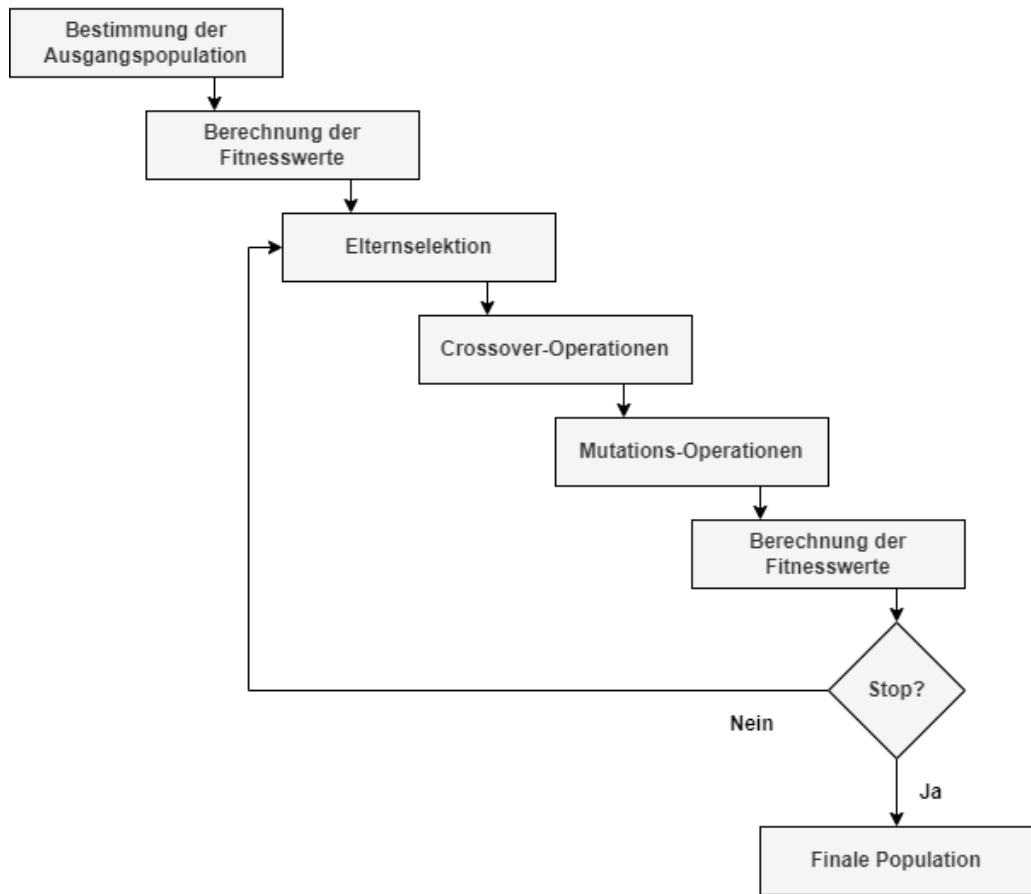 Bestimmung der
Ausgangspopulation
Berechnung der
Fitnesswerte
Elternselektion
Crossover-Operationen
Mutations-Operationen
Berechnung der
Fitnesswerte
Stop?
Nein
Ja
Finale Population